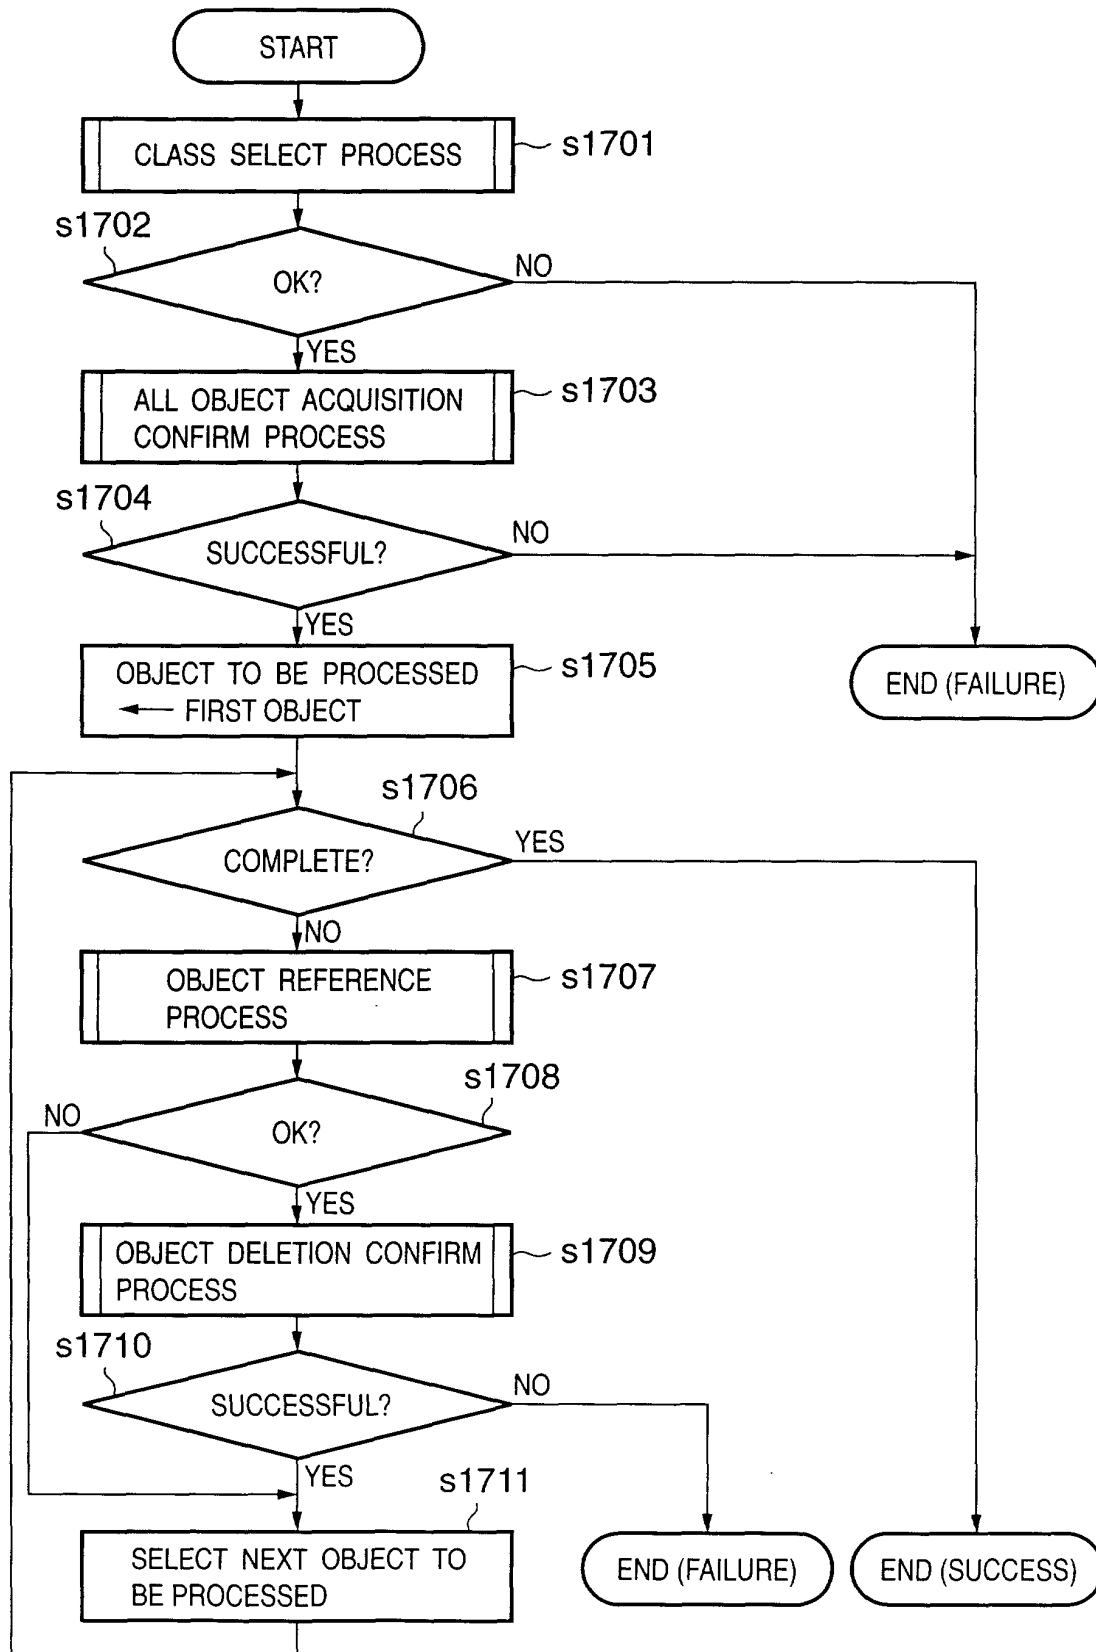 START
CLASS SELECT PROCESS
s1701
s1702
OK?
NO
YES
ALL OBJECT ACQUISITION
CONFIRM PROCESS
s1703
s1704
SUCCESSFUL?
NO
YES
OBJECT TO BE PROCESSED
← FIRST OBJECT
s1705
END (FAILURE)
s1706
COMPLETE?
YES
NO
OBJECT REFERENCE
PROCESS
s1707
s1708
NO
OK?
YES
OBJECT DELETION CONFIRM
PROCESS
s1709
s1710
SUCCESSFUL?
NO
YES
s1711
SELECT NEXT OBJECT TO
BE PROCESSED
END (FAILURE)
END (SUCCESS)